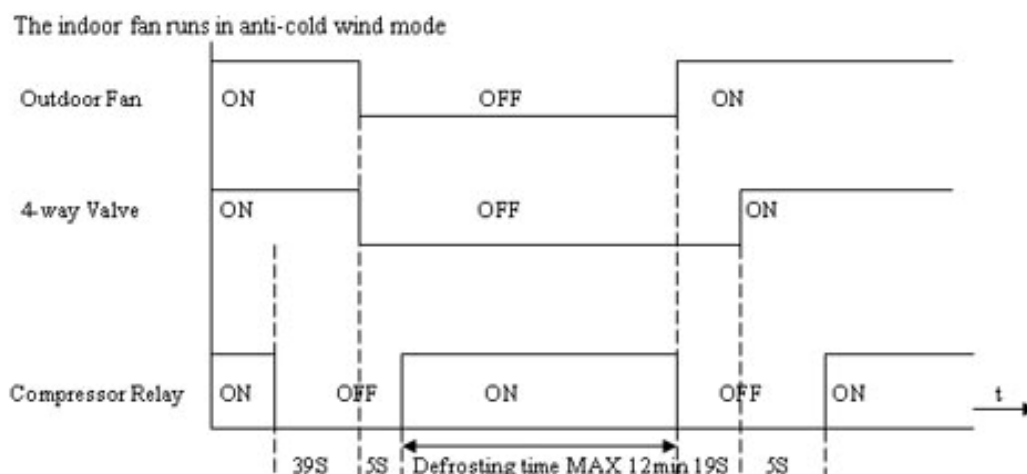 The indoor fan runs in anti-cold wind mode
Outdoor Fan ON OFF ON
4-way Valve ON OFF ON
Compressor Relay ON OFF ON OFF ON t
39S 5S Defrosting time MAX 12min 19S 5S